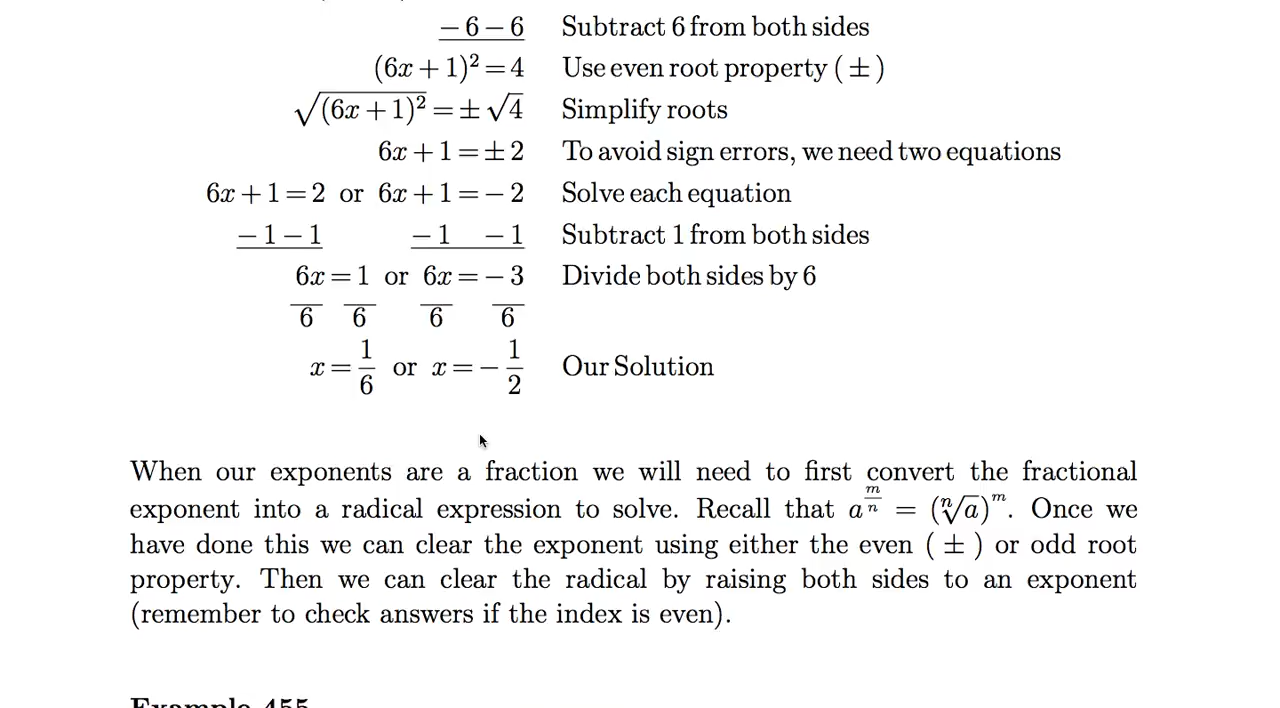 − 6 − 6 Subtract 6 from both sides
(6x + 1)² = 4 Use even root property ( ± )
√(6x + 1)² = ± √4 Simplify roots
6x + 1 = ± 2 To avoid sign errors, we need two equations
6x + 1 = 2 or 6x + 1 = − 2 Solve each equation
− 1 − 1 − 1 − 1 Subtract 1 from both sides
6x = 1 or 6x = − 3 Divide both sides by 6
6 6 6 6
x = 1/6 or x = − 1/2 Our Solution
When our exponents are a fraction we will need to first convert the fractional
exponent into a radical expression to solve. Recall that a^(m/n) = (ⁿ√a)^m. Once we
have done this we can clear the exponent using either the even ( ± ) or odd root
property. Then we can clear the radical by raising both sides to an exponent
(remember to check answers if the index is even).
Example 455